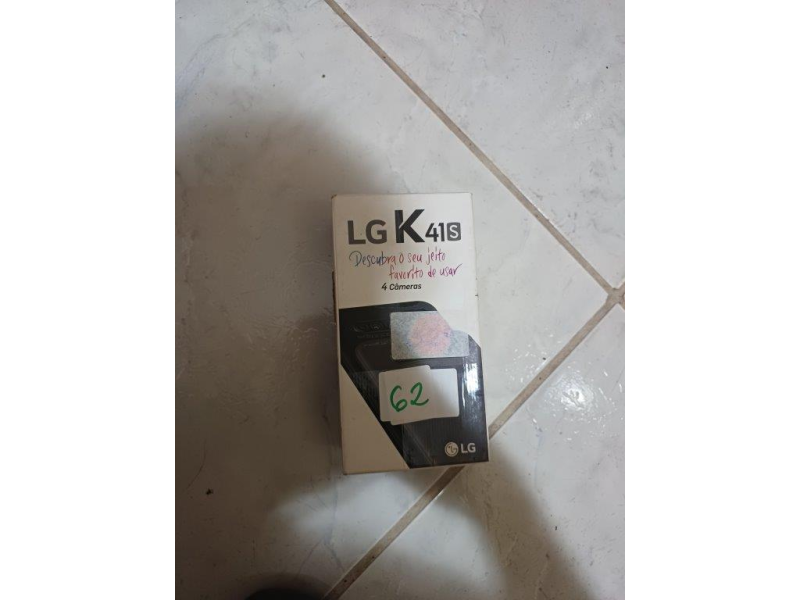 LG K41S
Descubra o seu jeito
favorito de usar
4 Câmeras
62
LG